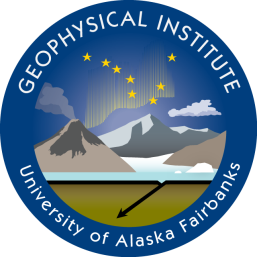 GEOPHYSICAL INSTITUTE
University of Alaska Fairbanks